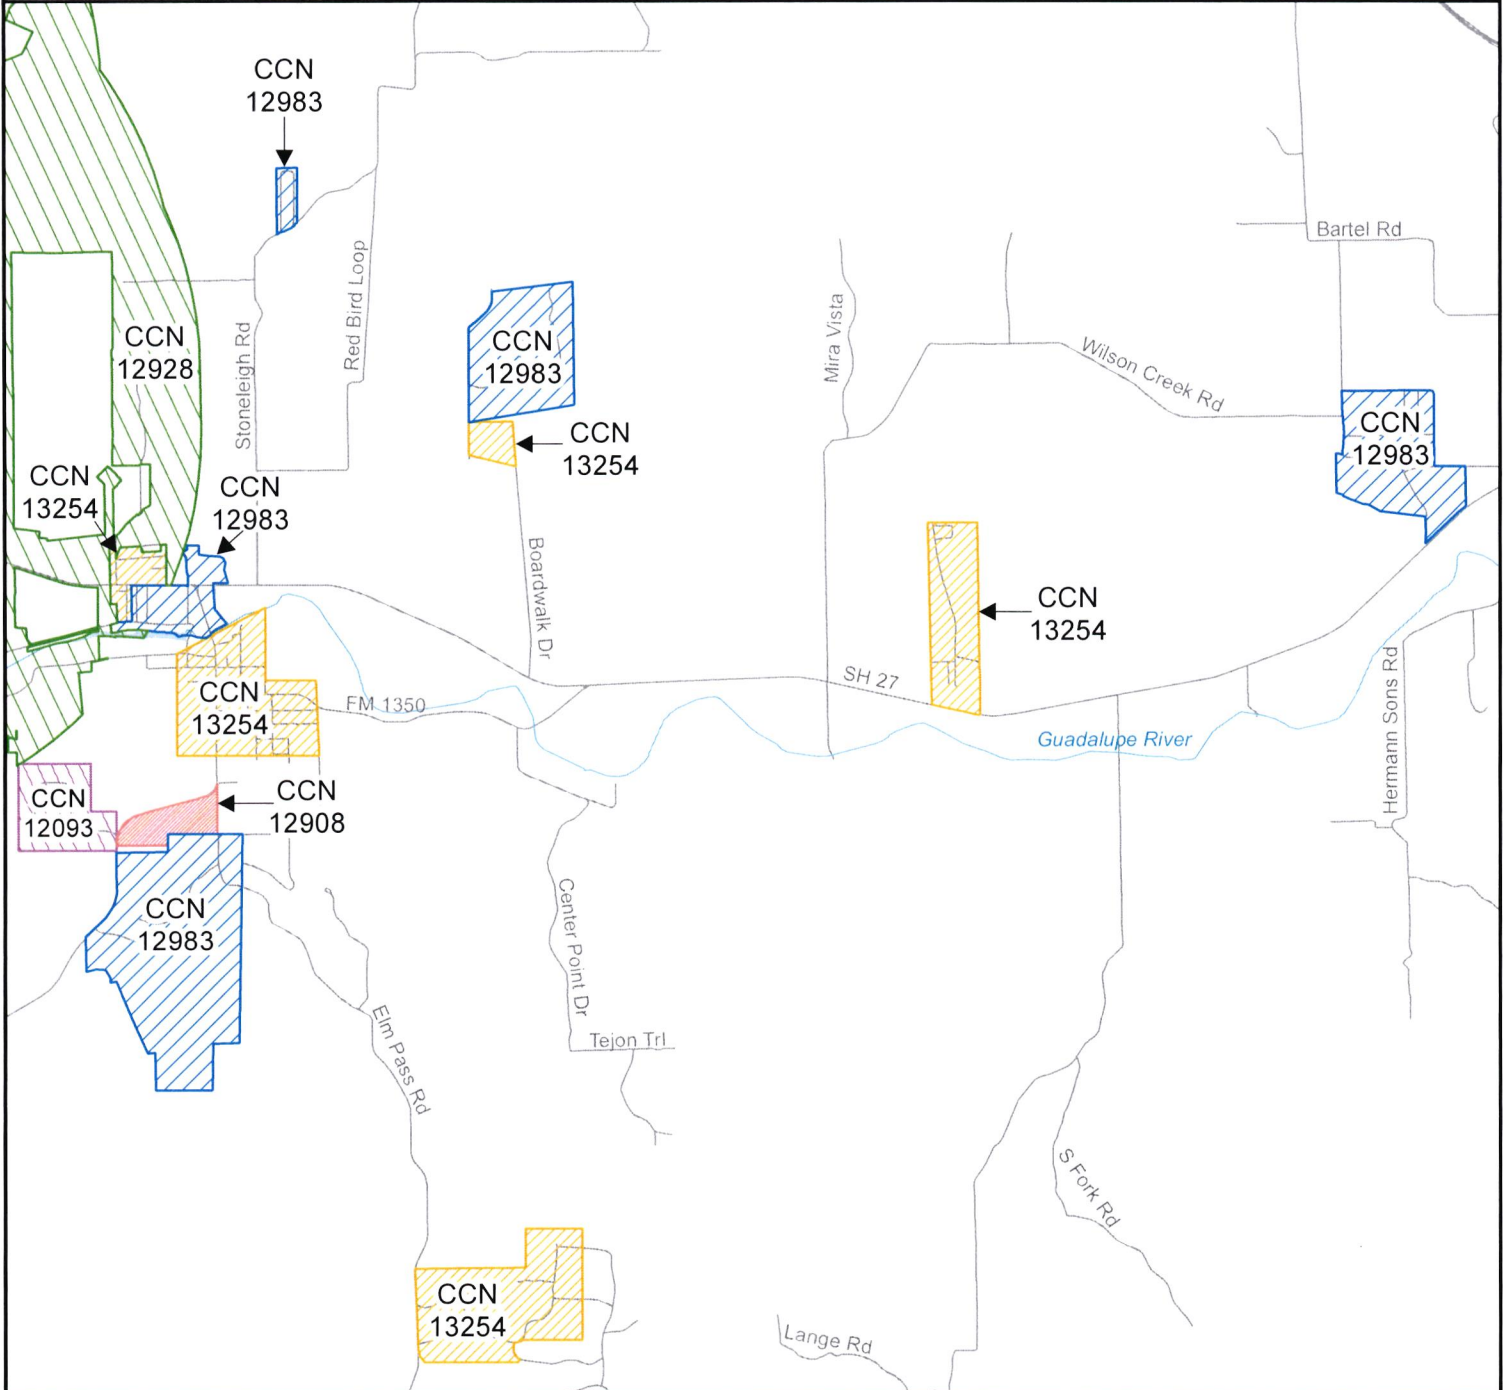 CCN
12983
Bartel Rd
Red Bird Loop
Stoneleigh Rd
Mira Vista
CCN
12928
CCN
12983
Wilson Creek Rd
CCN
12983
CCN
13254
CCN
13254
CCN
12983
Boardwalk Dr
CCN
13254
SH 27
CCN
13254
FM 1350
Guadalupe River
Hermann Sons Rd
CCN
12093
CCN
12908
CCN
12983
Center Point Dr
Elm Pass Rd
Tejon Trl
S Fork Rd
CCN
13254
Lange Rd